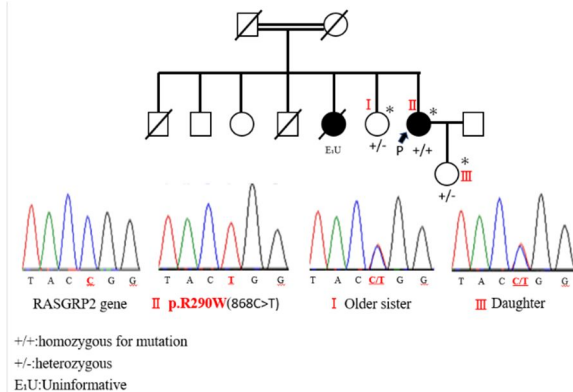 I * II *
E₁U +/- P +/+
* III
+/-
T A C C G G T A C T G G T A C C/T G G T A C C/T G G
RASGRP2 gene II p.R290W(868C>T) I Older sister III Daughter
+/+:homozygous for mutation
+/-:heterozygous
E₁U:Uninformative